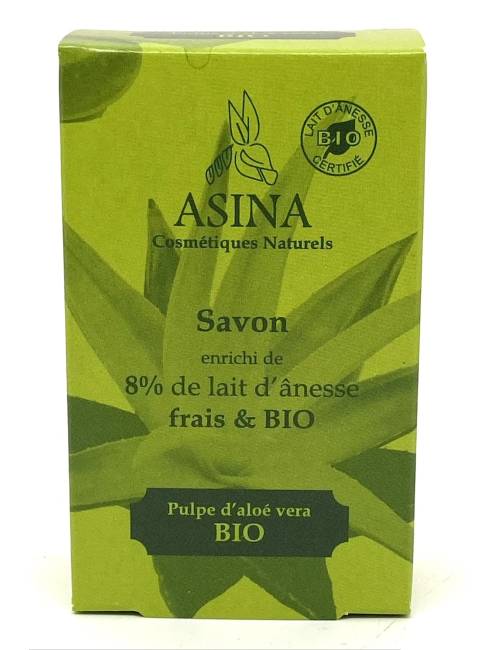 BIO
LAIT D'ÂNESSE
BIO
CERTIFIÉ
ASINA
Cosmétiques Naturels
Savon
enrichi de
8% de lait d'ânesse
frais & BIO
Pulpe d'aloé vera
BIO